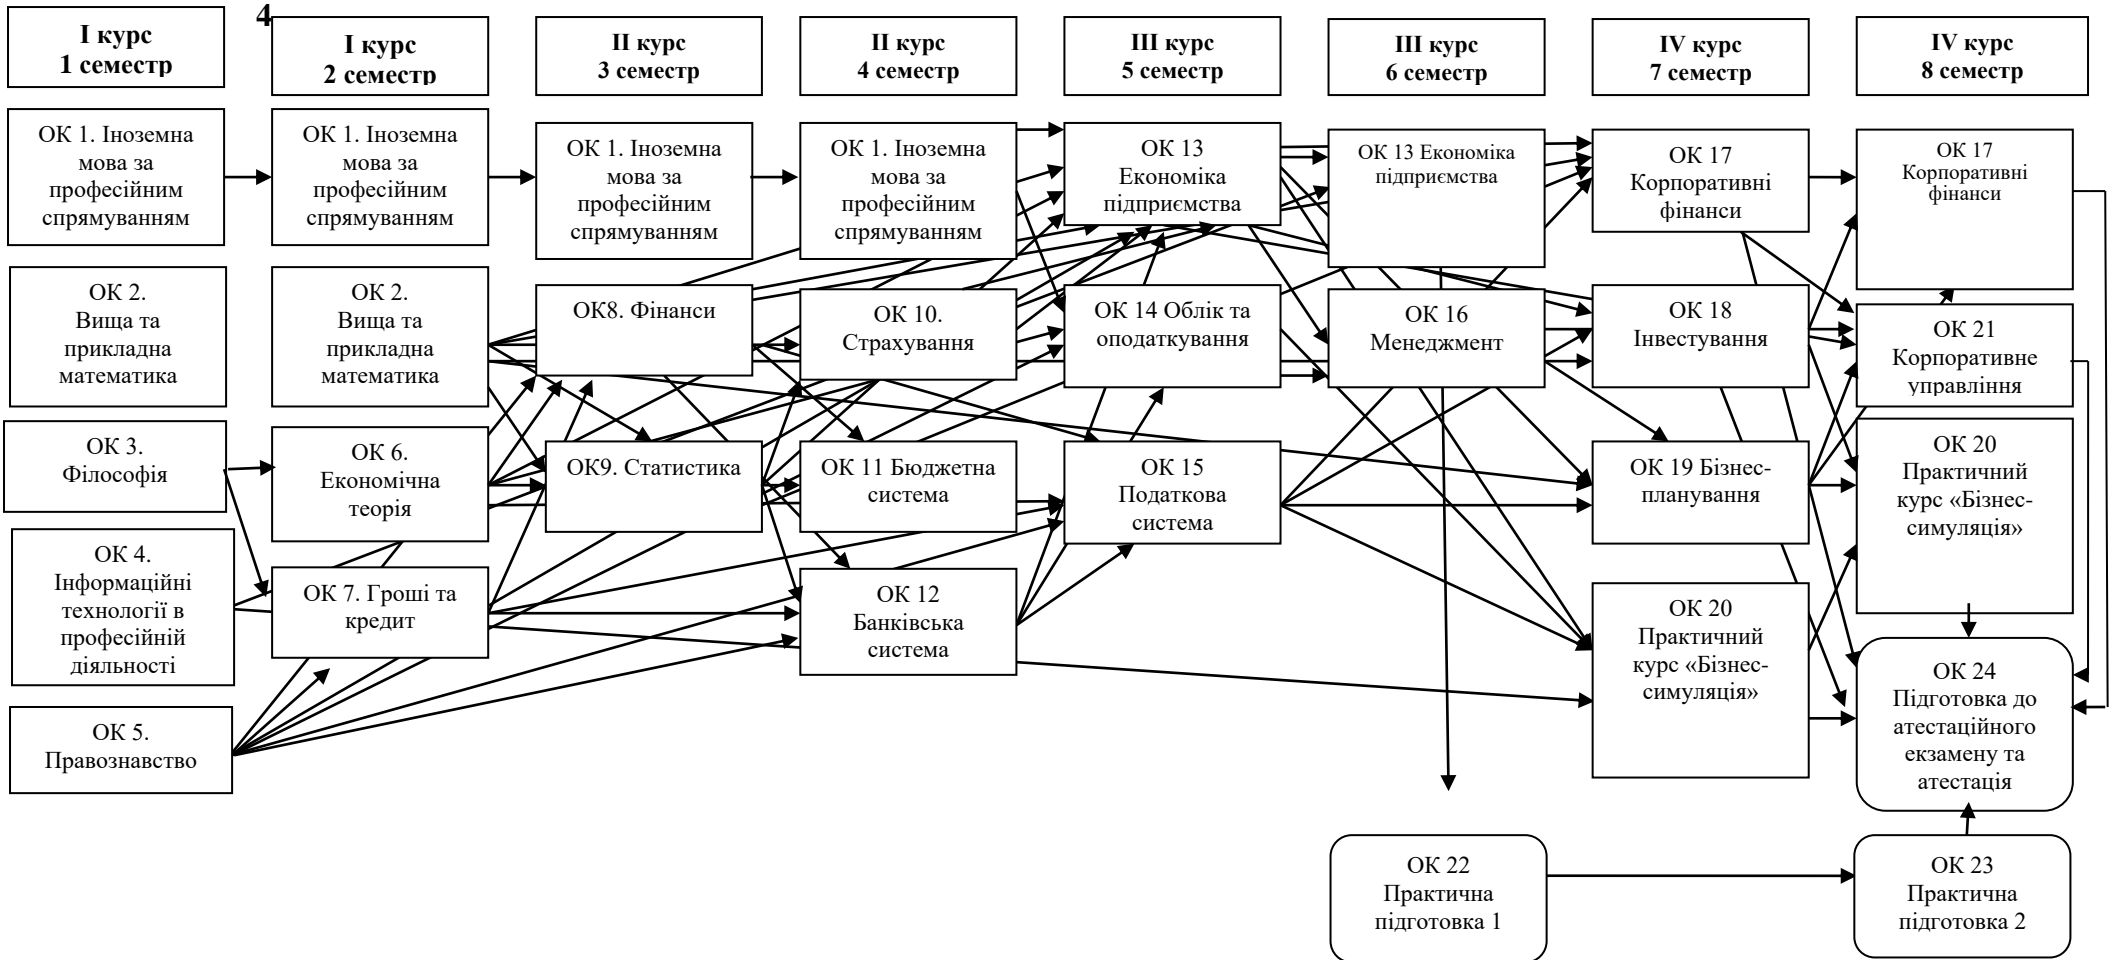 4
І курс
1 семестр
І курс
2 семестр
ІІ курс
3 семестр
ІІ курс
4 семестр
ІІІ курс
5 семестр
ІІІ курс
6 семестр
ІV курс
7 семестр
ІV курс
8 семестр
ОК 1. Іноземна
мова за
професійним
спрямуванням
ОК 2.
Вища та
прикладна
математика
ОК 3.
Філософія
ОК 4.
Інформаційні
технології в
професійній
діяльності
ОК 5.
Правознавство
ОК 1. Іноземна
мова за
професійним
спрямуванням
ОК 2.
Вища та
прикладна
математика
ОК 6.
Економічна
теорія
ОК 7. Гроші та
кредит
ОК 1. Іноземна
мова за
професійним
спрямуванням
ОК8. Фінанси
ОК9. Статистика
ОК 1. Іноземна
мова за
професійним
спрямуванням
ОК 10.
Страхування
ОК 11 Бюджетна
система
ОК 12
Банківська
система
ОК 13
Економіка
підприємства
ОК 14 Облік та
оподаткування
ОК 15
Податкова
система
ОК 13 Економіка
підприємства
ОК 16
Менеджмент
ОК 22
Практична
підготовка 1
ОК 17
Корпоративні
фінанси
ОК 18
Інвестування
ОК 19 Бізнес-
планування
ОК 20
Практичний
курс «Бізнес-
симуляція»
ОК 17
Корпоративні
фінанси
ОК 21
Корпоративне
управління
ОК 20
Практичний
курс «Бізнес-
симуляція»
ОК 24
Підготовка до
атестаційного
екзамену та
атестація
ОК 23
Практична
підготовка 2